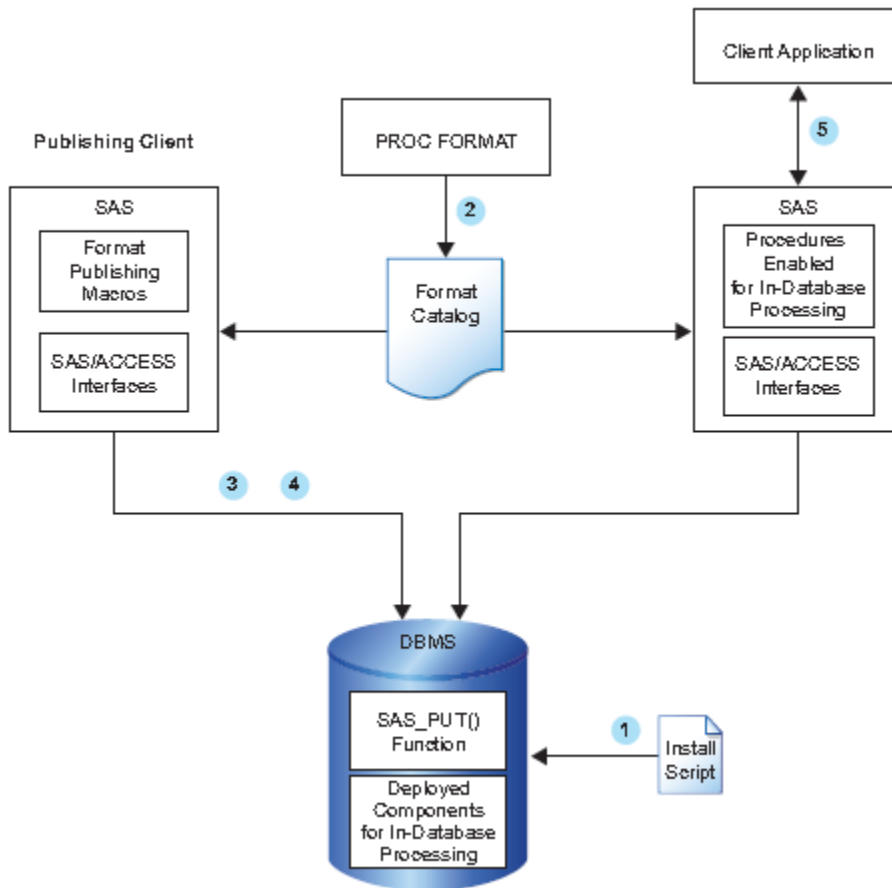 Client Application
5
Publishing Client
PROC FORMAT
2
SAS
Format
Publishing
Macros
SAS/ACCESS
Interfaces
Format
Catalog
SAS
Procedures
Enabled
for In-Database
Processing
SAS/ACCESS
Interfaces
3
4
DBMS
SAS_PUT()
Function
Deployed
Components
for In-Database
Processing
1
Install
Script